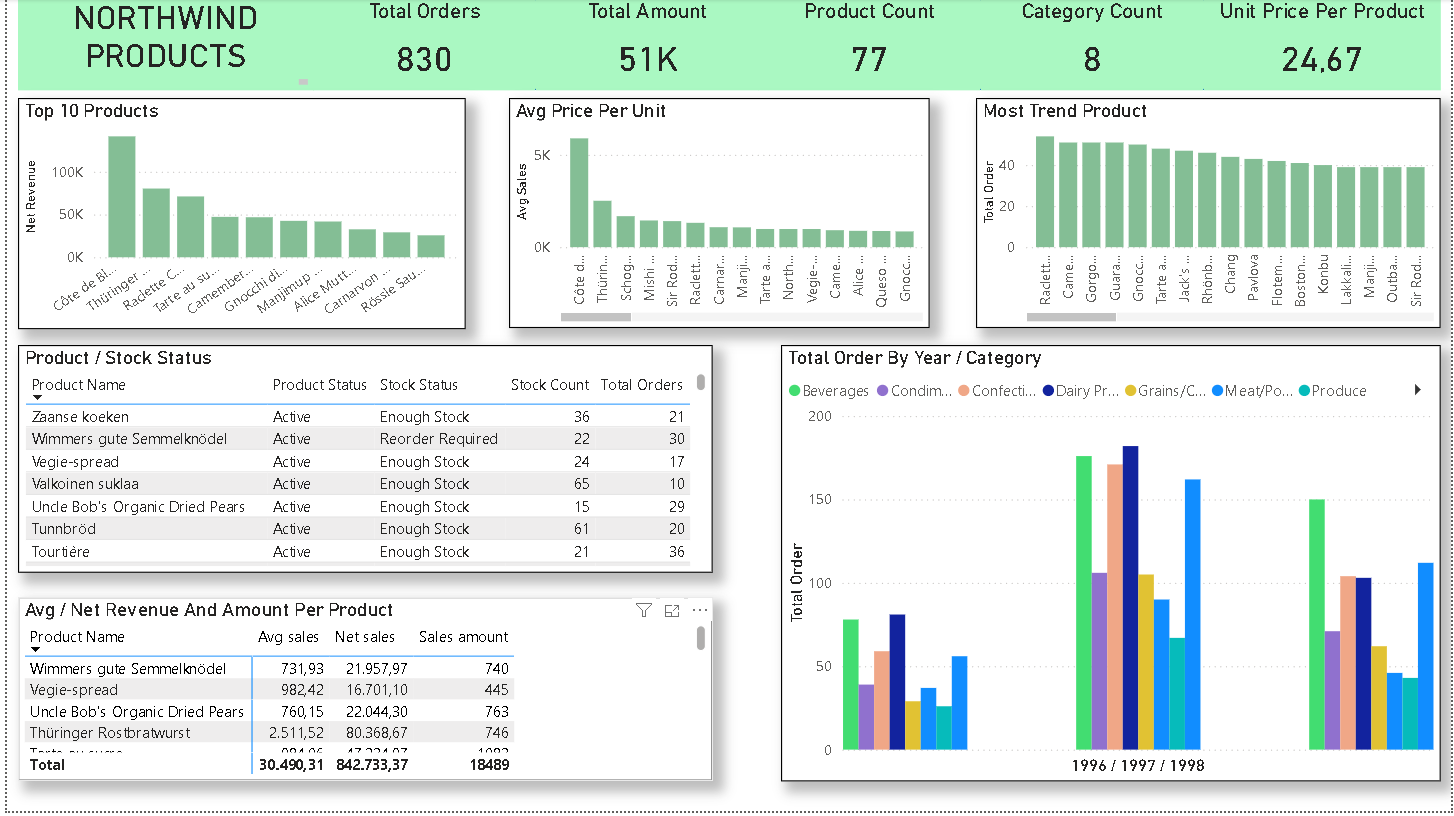 NORTHWIND
PRODUCTS
Total Orders
830
Total Amount
51K
Product Count
77
Category Count
8
Unit Price Per Product
24,67
Top 10 Products
Net Revenue
100K
50K
0K
Côte de Bl...
Thüringer ...
Raclette C...
Tarte au su...
Camember...
Gnocchi di...
Manjimup ...
Alice Mutt...
Carnarvon ...
Rössle Sau...
Avg Price Per Unit
Avg Sales
5K
0K
Côte d...
Thürin...
Schog...
Mishi ...
Sir Rod...
Raclett...
Carnar...
Manji...
Tarte a...
North...
Vegie-...
Came...
Alice ...
Queso ...
Gnocc...
Most Trend Product
Total Order
40
20
0
Raclett...
Came...
Gorgo...
Guara...
Gnocc...
Tarte a...
Jack's ...
Rhönb...
Chang
Pavlova
Flotem...
Boston...
Konbu
Lakkali...
Manji...
Outba...
Sir Rod...
Product / Stock Status
Product Name Product Status Stock Status Stock Count Total Orders
Zaanse koeken Active Enough Stock 36 21
Wimmers gute Semmelknödel Active Reorder Required 22 30
Vegie-spread Active Enough Stock 24 17
Valkoinen suklaa Active Enough Stock 65 10
Uncle Bob's Organic Dried Pears Active Enough Stock 15 29
Tunnbröd Active Enough Stock 61 20
Tourtière Active Enough Stock 21 36
Avg / Net Revenue And Amount Per Product
Product Name Avg sales Net sales Sales amount
Wimmers gute Semmelknödel 731,93 21.957,97 740
Vegie-spread 982,42 16.701,10 445
Uncle Bob's Organic Dried Pears 760,15 22.044,30 763
Thüringer Rostbratwurst 2.511,52 80.368,67 746
Total 30.490,31 842.733,37 18489
Total Order By Year / Category
Beverages Condim... Confecti... Dairy Pr... Grains/C... Meat/Po... Produce
Total Order
200
150
100
50
0
1996 / 1997 / 1998